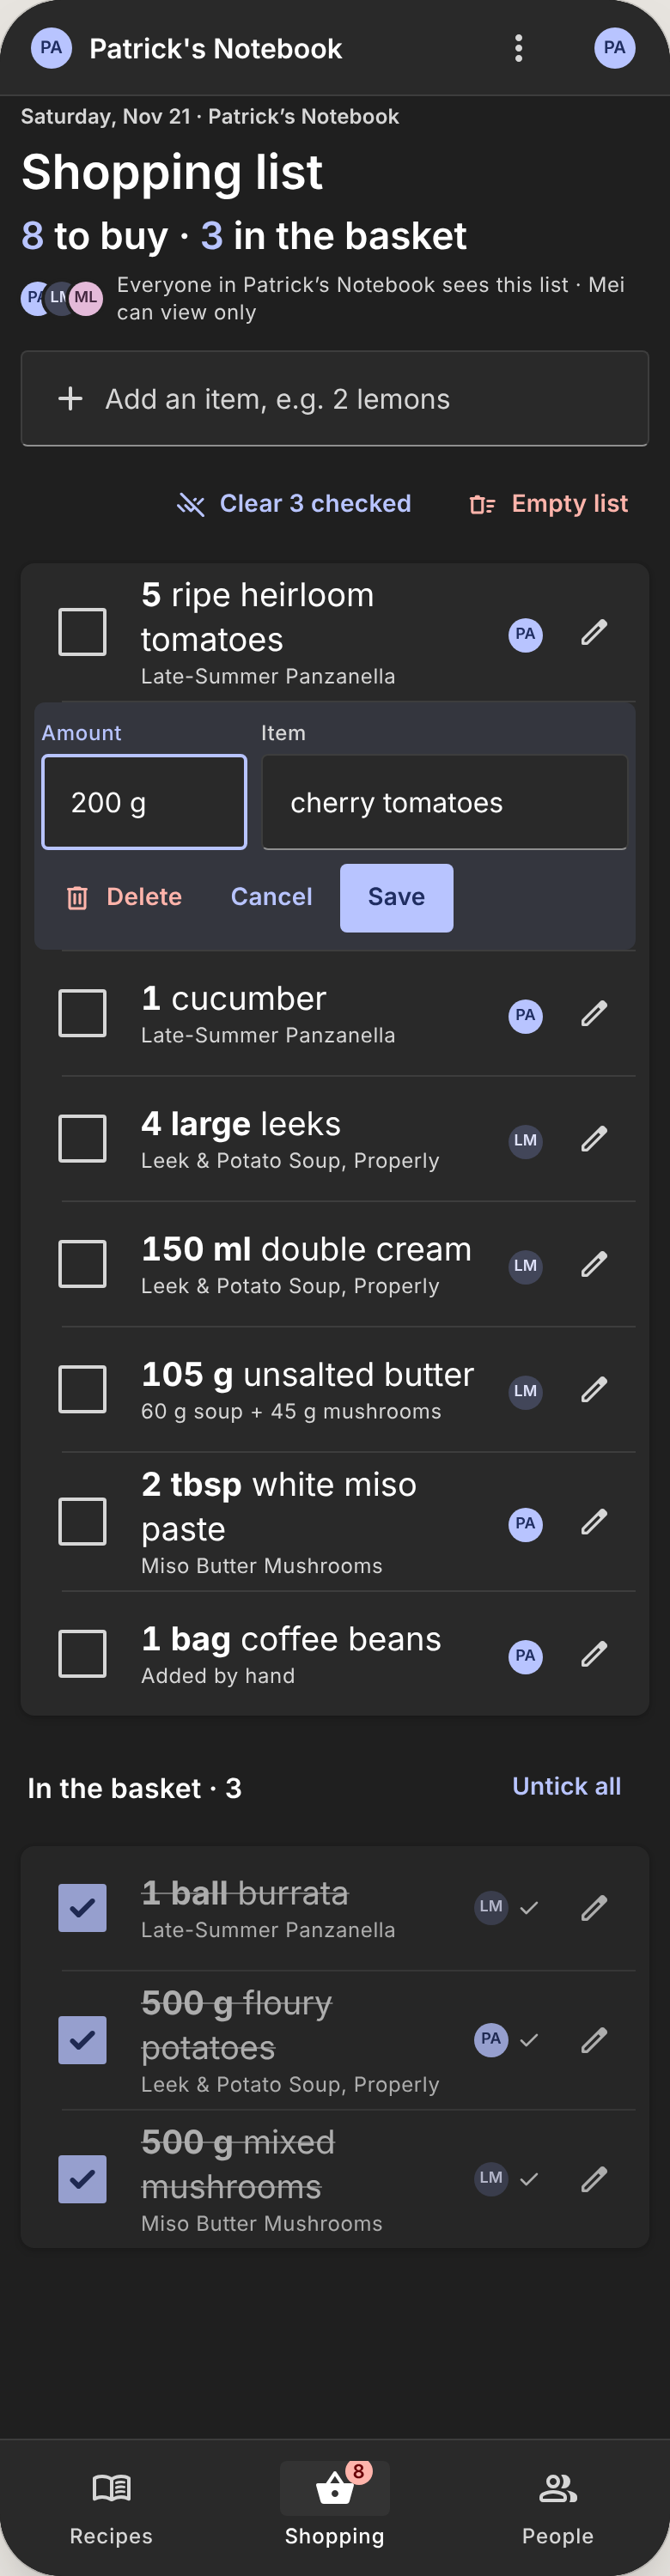 PA Patrick's Notebook PA
Saturday, Nov 21 · Patrick’s Notebook
Shopping list
8 to buy · 3 in the basket
PA LM ML Everyone in Patrick’s Notebook sees this list · Mei
can view only
Add an item, e.g. 2 lemons
Clear 3 checked Empty list
5 ripe heirloom
tomatoes PA
Late-Summer Panzanella
Amount Item
200 g cherry tomatoes
Delete Cancel Save
1 cucumber PA
Late-Summer Panzanella
4 large leeks LM
Leek & Potato Soup, Properly
150 ml double cream LM
Leek & Potato Soup, Properly
105 g unsalted butter LM
60 g soup + 45 g mushrooms
2 tbsp white miso
paste PA
Miso Butter Mushrooms
1 bag coffee beans PA
Added by hand
In the basket · 3 Untick all
1 ball burrata LM
Late-Summer Panzanella
500 g floury
potatoes PA
Leek & Potato Soup, Properly
500 g mixed
mushrooms LM
Miso Butter Mushrooms
8
Recipes Shopping People